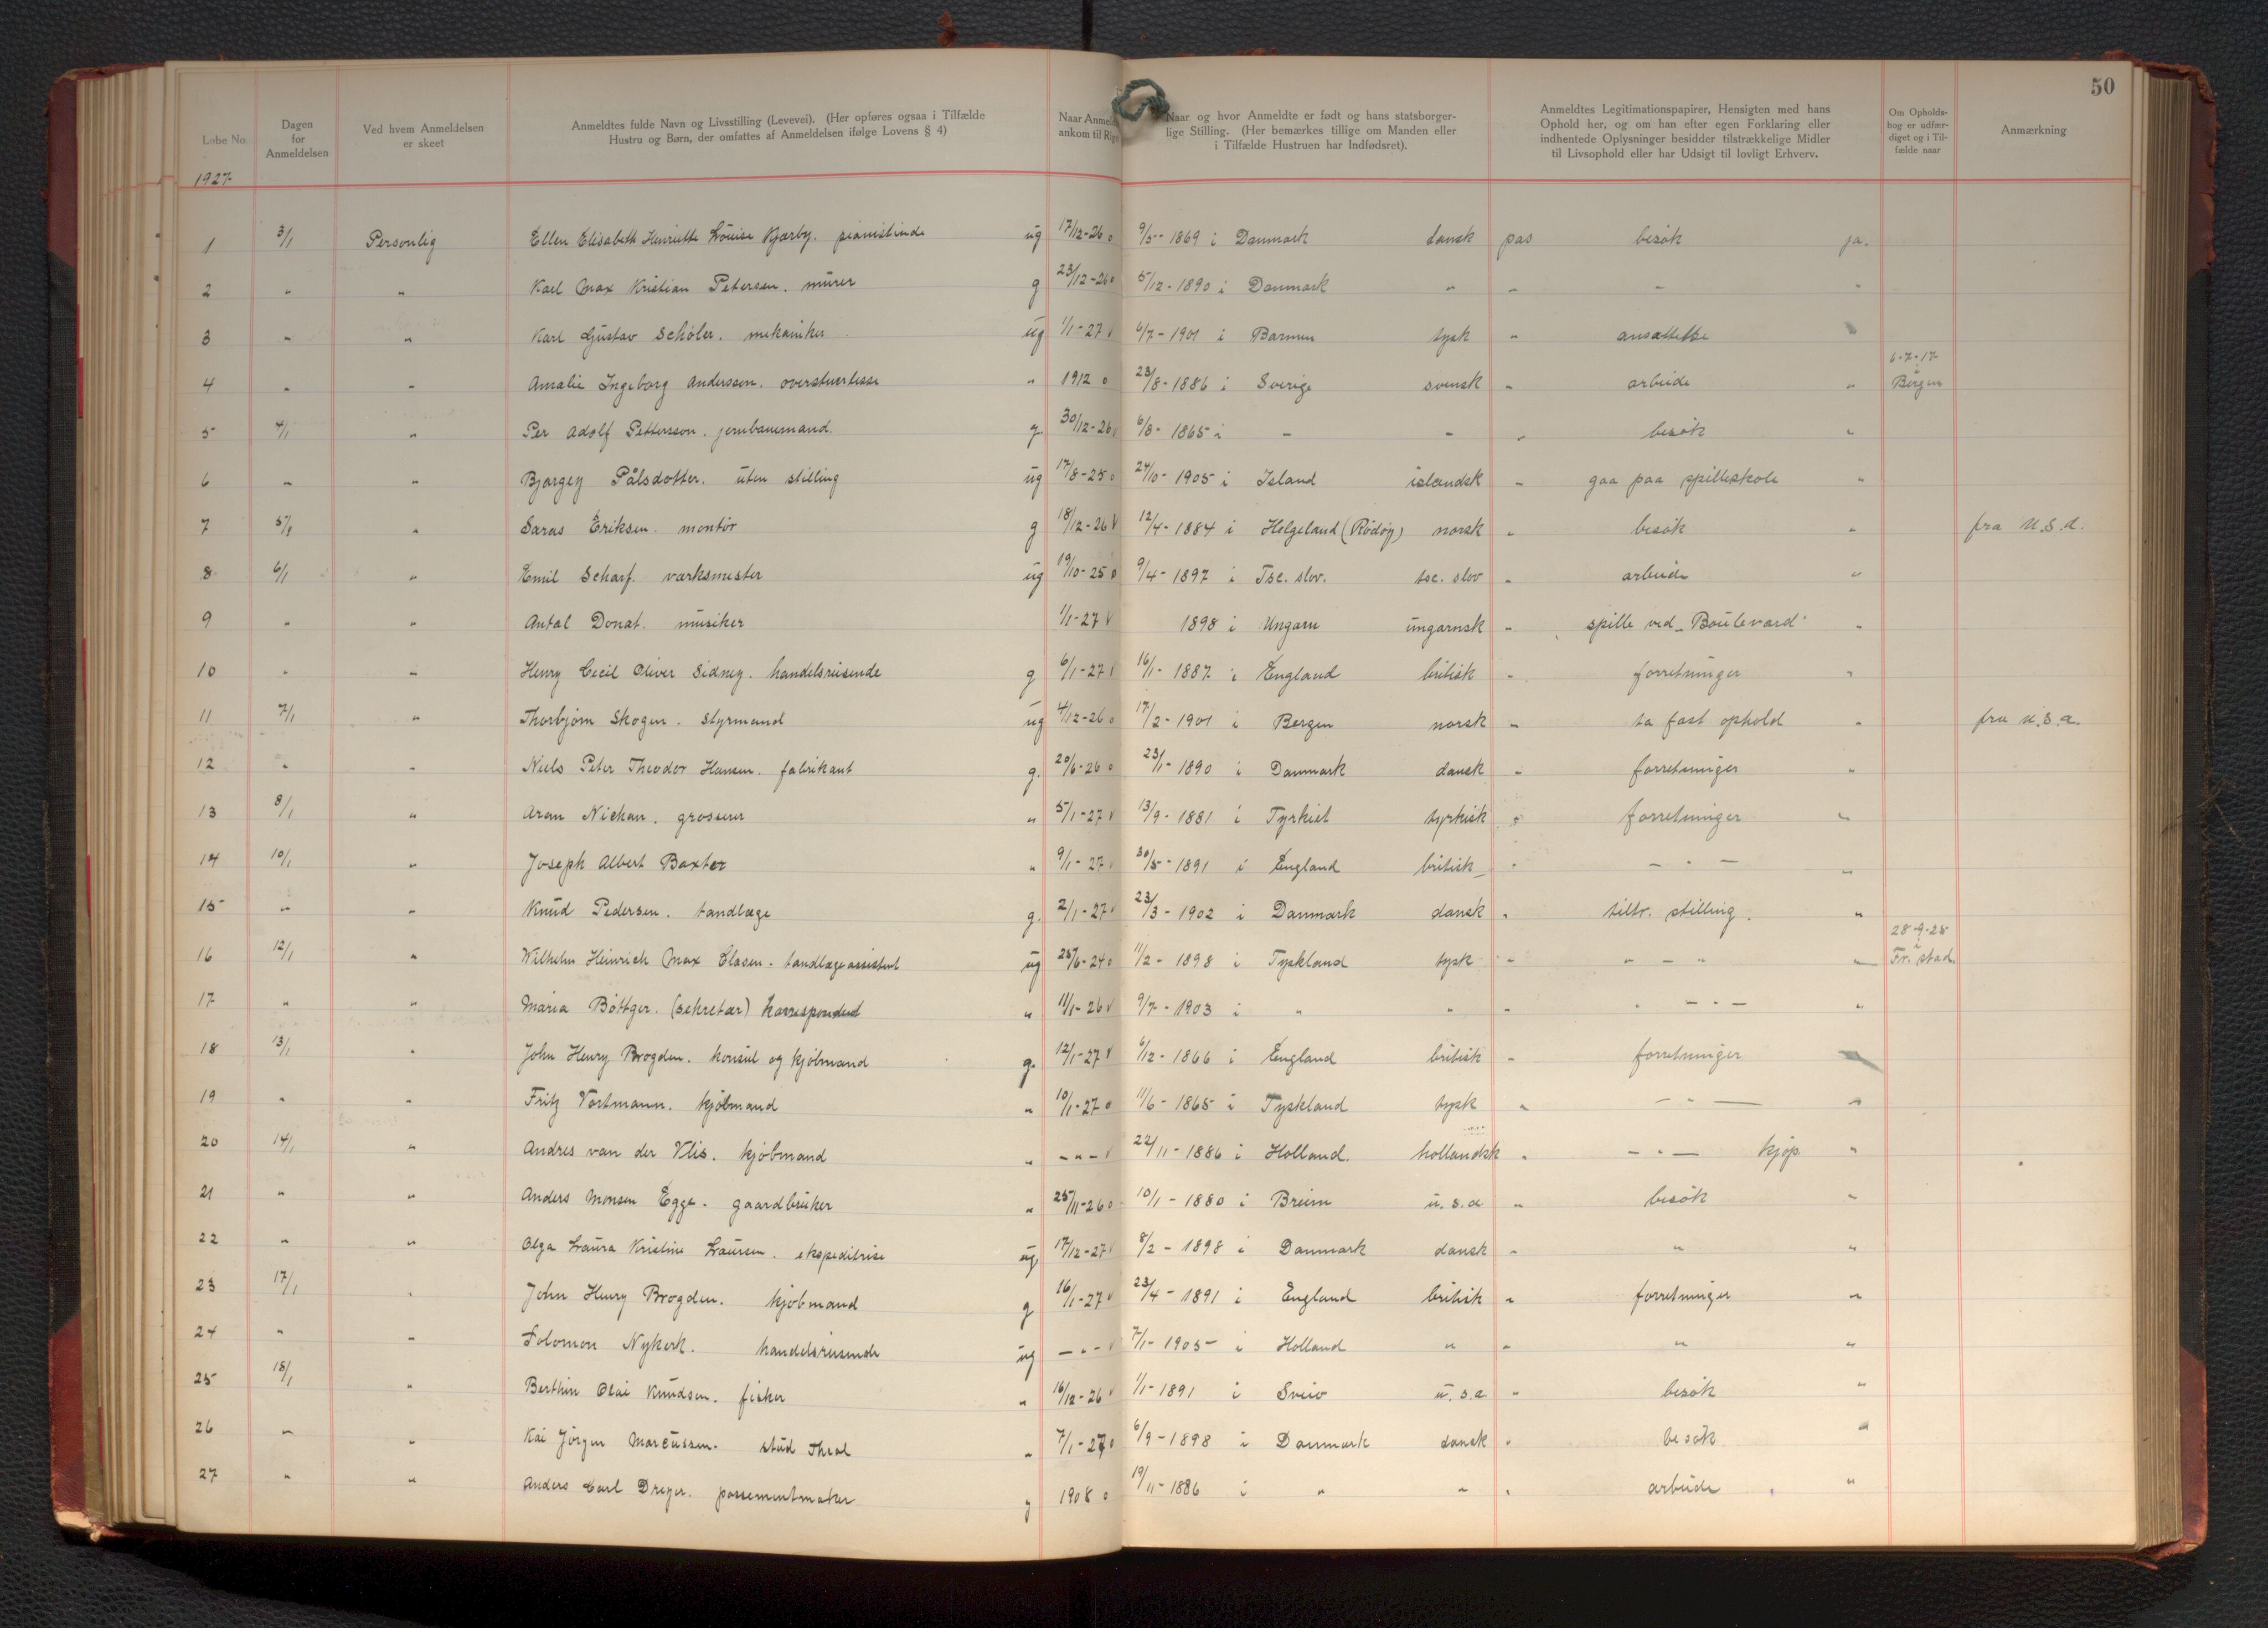 50
Løbe No.
Dagen for Anmeldelsen
Ved hvem Anmeldelsen er skeet
Anmeldtes fulde Navn og Livsstilling (Levevei). (Her opføres ogsaa i Tilfælde Hustru og Børn, der omfattes af Anmeldelsen ifølge Lovens § 4)
Naar Anmeldte ankom til Riget
Naar og hvor Anmeldte er født og hans statsborgerlige Stilling. (Her bemærkes tillige om Manden eller i Tilfælde Hustruen har Indfødsret).
Anmeldtes Legitimationspapirer, Hensigten med hans Ophold her, og om han efter egen Forklaring eller indhentede Oplysninger besidder tilstrækkelige Midler til Livsophold eller har Udsigt til lovligt Erhverv.
Om Opholdsbog er udfærdiget og i Tilfælde naar
Anmærkning
1927
1 3/1 Personlig Ellen Elisabeth Henriette Louise Kjærby. pianistinde ug 17/12-26 o 9/5-1869 i Danmark dansk pas besøk ja.
2 " " Karl Max Kristian Petersen. murer g 23/12-26 o 5/12-1890 i Danmark " " " "
3 " " Karl Gustav Schøler. mekaniker ug 1/1-27 v 6/7-1901 i Barmen tysk " ansættelse "
4 " " Amalie Ingeborg Anderssen. oversturtesse " 1912 o 23/8-1886 i Sverige svensk " arbeide " 6-7-17 i Bergen
5 4/1 " Per Adolf Pettersson. jernbanemand. g. 30/12-26 v 6/8-1865 i " " " besøk "
6 " " Bjørgey Pålsdotter. uten stilling ug 17/8-25 o 24/10-1905 i Island islandsk " gaa paa spilleskole "
7 5/1 " Saras Eriksen. montør g 18/12-26 v 12/4-1884 i Helgeland (Rødøy) norsk " besøk " fra U.S.A.
8 6/1 " Emil Scharf. værksmester ug 19/10-25 o 9/4-1897 i Tsc. slov. tsc. slov " arbeide "
9 " " Antal Donat. musiker 1/1-27 v 1898 i Ungarn ungarnsk " spille ved "Boulevard" "
10 " " Henry Cecil Oliver Sidney. handelsreisende g 6/1-27 v 16/1-1887 i England britisk " forretninger "
11 7/1 " Thorbjørn Skogen. styrmand ug 4/12-26 o 17/2-1901 i Bergen norsk " ta fast ophold " fra U.S.A.
12 " " Niels Peter Theodor Hansen. fabrikant g. 20/6-26 o 23/1-1890 i Danmark dansk " forretninger "
13 8/1 " Aram Nichan. grosserer " 5/1-27 v 13/9-1881 i Tyrkiet tyrkisk " forretninger "
14 10/1 " Joseph Albert Baxter " 9/1-27 v 30/5-1891 i England britisk " - " - "
15 " " Knud Pedersen. tandlæge g. 2/1-27 v 23/3-1902 i Danmark dansk " tiltr. stilling. "
16 12/1 " Wilhelm Heinrich Max Clasen. tandlægeassistent ug 25/6-24 o 11/2-1898 i Tyskland tysk " " - " " 28-9-25 i Fr.stad.
17 " " Maria Bøttger. (sekretær) korrespondent " 11/1-26 v 9/7-1903 i " " " - " - "
18 13/1 " John Henry Brogden. konsul og kjøbmand g. 12/1-27 v 6/12-1866 i England britisk " forretninger "
19 " " Fritz Vortmann. kjøbmand " 10/1-27 o 11/6-1865 i Tyskland tysk " - " - "
20 14/1 " Andres van der Vlis. kjøbmand " - " - v 22/11-1886 i Holland. hollandsk " - " - kjøp. "
21 " " Anders Monsen Egge. gaardbruker " 25/11-26 o 10/1-1880 i Breim u.s.a " besøk "
22 " " Olga Laura Kristine Laursen. ekspeditrise ug. 17/12-27 v 8/2-1898 i Danmark dansk " " "
23 17/1 " John Henry Brogden. kjøbmand g 16/1-27 v 23/4-1891 i England britisk " forretninger "
24 " " Solomon Nykerk. handelsreisende ug - " - v 7/1-1905 i Holland " " " "
25 18/1 " Berthin Olai Knudsen. fisker " 16/12-26 v 1/1-1891 i Sveio u.s.a. " besøk "
26 " " Kai Jörgen Marcussen. stud Theol " 7/1-27 o 6/9-1898 i Danmark dansk " besøk "
27 " " Anders Carl Dreyer. possementmaker g 1908 o 19/11-1886 i " " " arbeide "